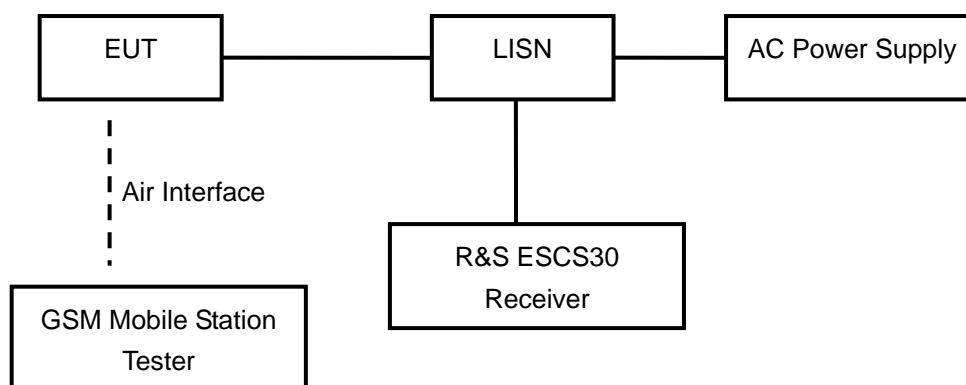 EUT
LISN
AC Power Supply
Air Interface
R&S ESCS30
Receiver
GSM Mobile Station
Tester